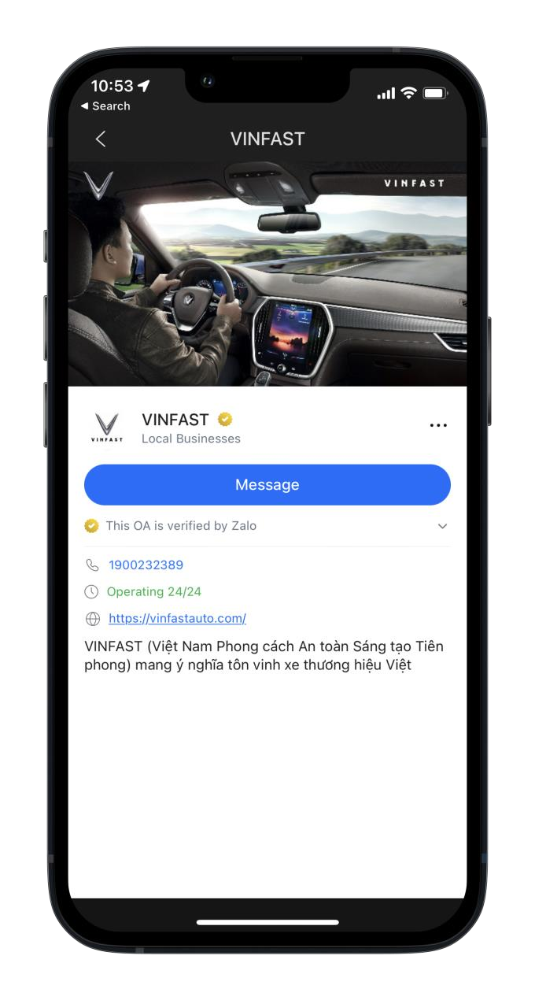 10:53
Search
VINFAST
VINFAST
VINFAST
VINFAST
Local Businesses
Message
This OA is verified by Zalo
1900232389
Operating 24/24
https://vinfastauto.com/
VINFAST (Việt Nam Phong cách An toàn Sáng tạo Tiên
phong) mang ý nghĩa tôn vinh xe thương hiệu Việt